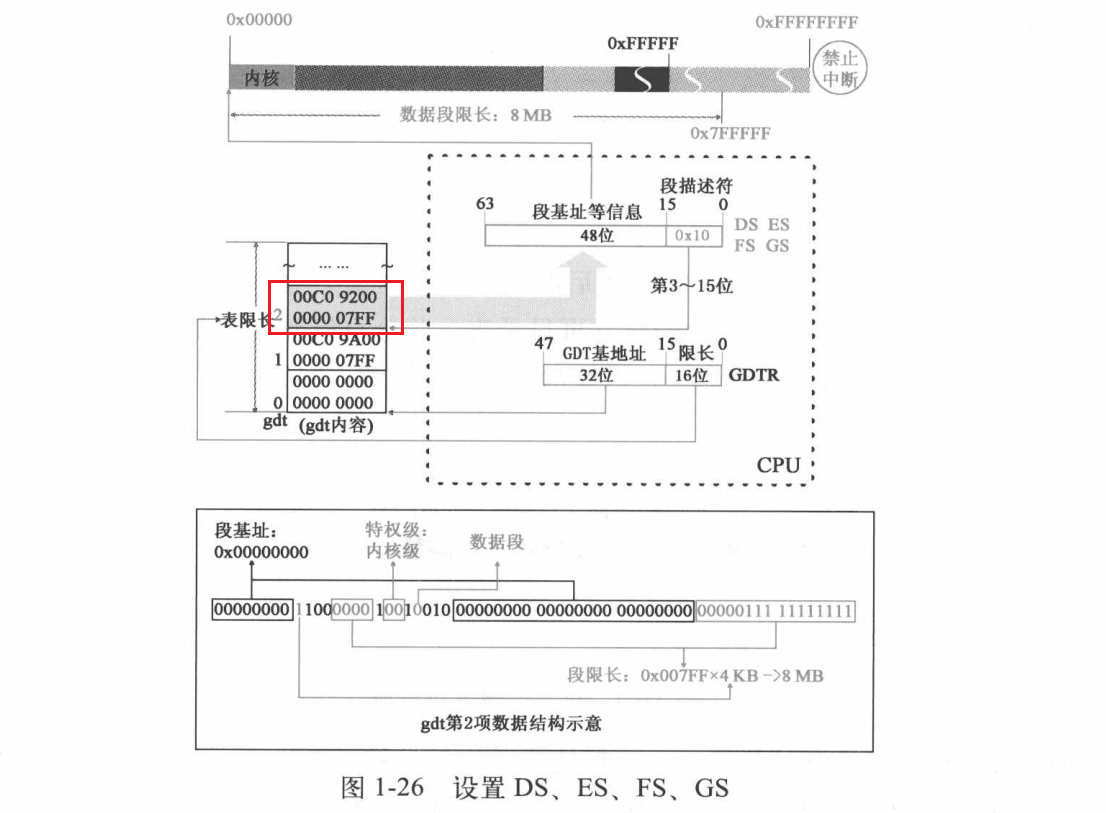 0x00000
0xFFFFFFFF
0xFFFFF
禁止
中断
内核
数据段限长：8 MB
0x7FFFFF
段描述符
63
段基址等信息
15
0
48位
0x10
DS ES
FS GS
~ …… ~
第3～15位
00C0 9200
2
0000 07FF
表限长
00C0 9A00
1
0000 07FF
0000 0000
0
0000 0000
gdt
(gdt内容)
47
GDT基地址
15
限长
0
32位
16位
GDTR
CPU
段基址：
0x00000000
特权级：
内核级
数据段
00000000 11000000 10010010 00000000 00000000 00000000 00000111 11111111
段限长：0x007FF×4 KB ->8 MB
gdt第2项数据结构示意
图 1-26 设置 DS、ES、FS、GS